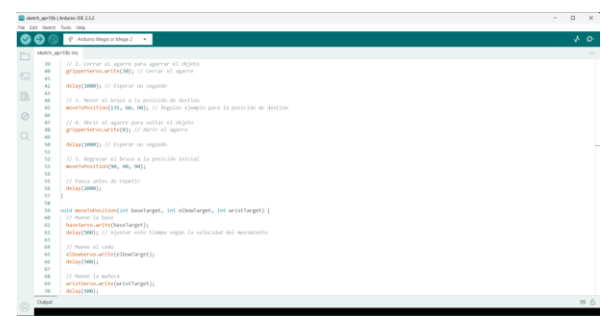 sketch_apr10b | Arduino IDE 2.3.2
File Edit Sketch Tools Help
Arduino Mega or Mega 2...
sketch_apr10b.ino
39 // 2. Cerrar el agarre para agarrar el objeto
40 gripperServo.write(30); // Cerrar el agarre
41
42 delay(1000); // Esperar un segundo
43
44 // 3. Mover el brazo a la posición de destino
45 moveToPosition(135, 60, 90); // Ángulos ejemplo para la posición de destino
46
47 // 4. Abrir el agarre para soltar el objeto
48 gripperServo.write(0); // Abrir el agarre
49
50 delay(1000); // Esperar un segundo
51
52 // 5. Regresar el brazo a la posición inicial
53 moveToPosition(90, 90, 90);
54
55 // Pausa antes de repetir
56 delay(2000);
57 }
58
59 void moveToPosition(int baseTarget, int elbowTarget, int wristTarget) {
60 // Mueve la base
61 baseServo.write(baseTarget);
62 delay(500); // Ajustar este tiempo según la velocidad del movimiento
63
64 // Mueve el codo
65 elbowServo.write(elbowTarget);
66 delay(500);
67
68 // Mueve la muñeca
69 wristServo.write(wristTarget);
70 delay(500);
Output